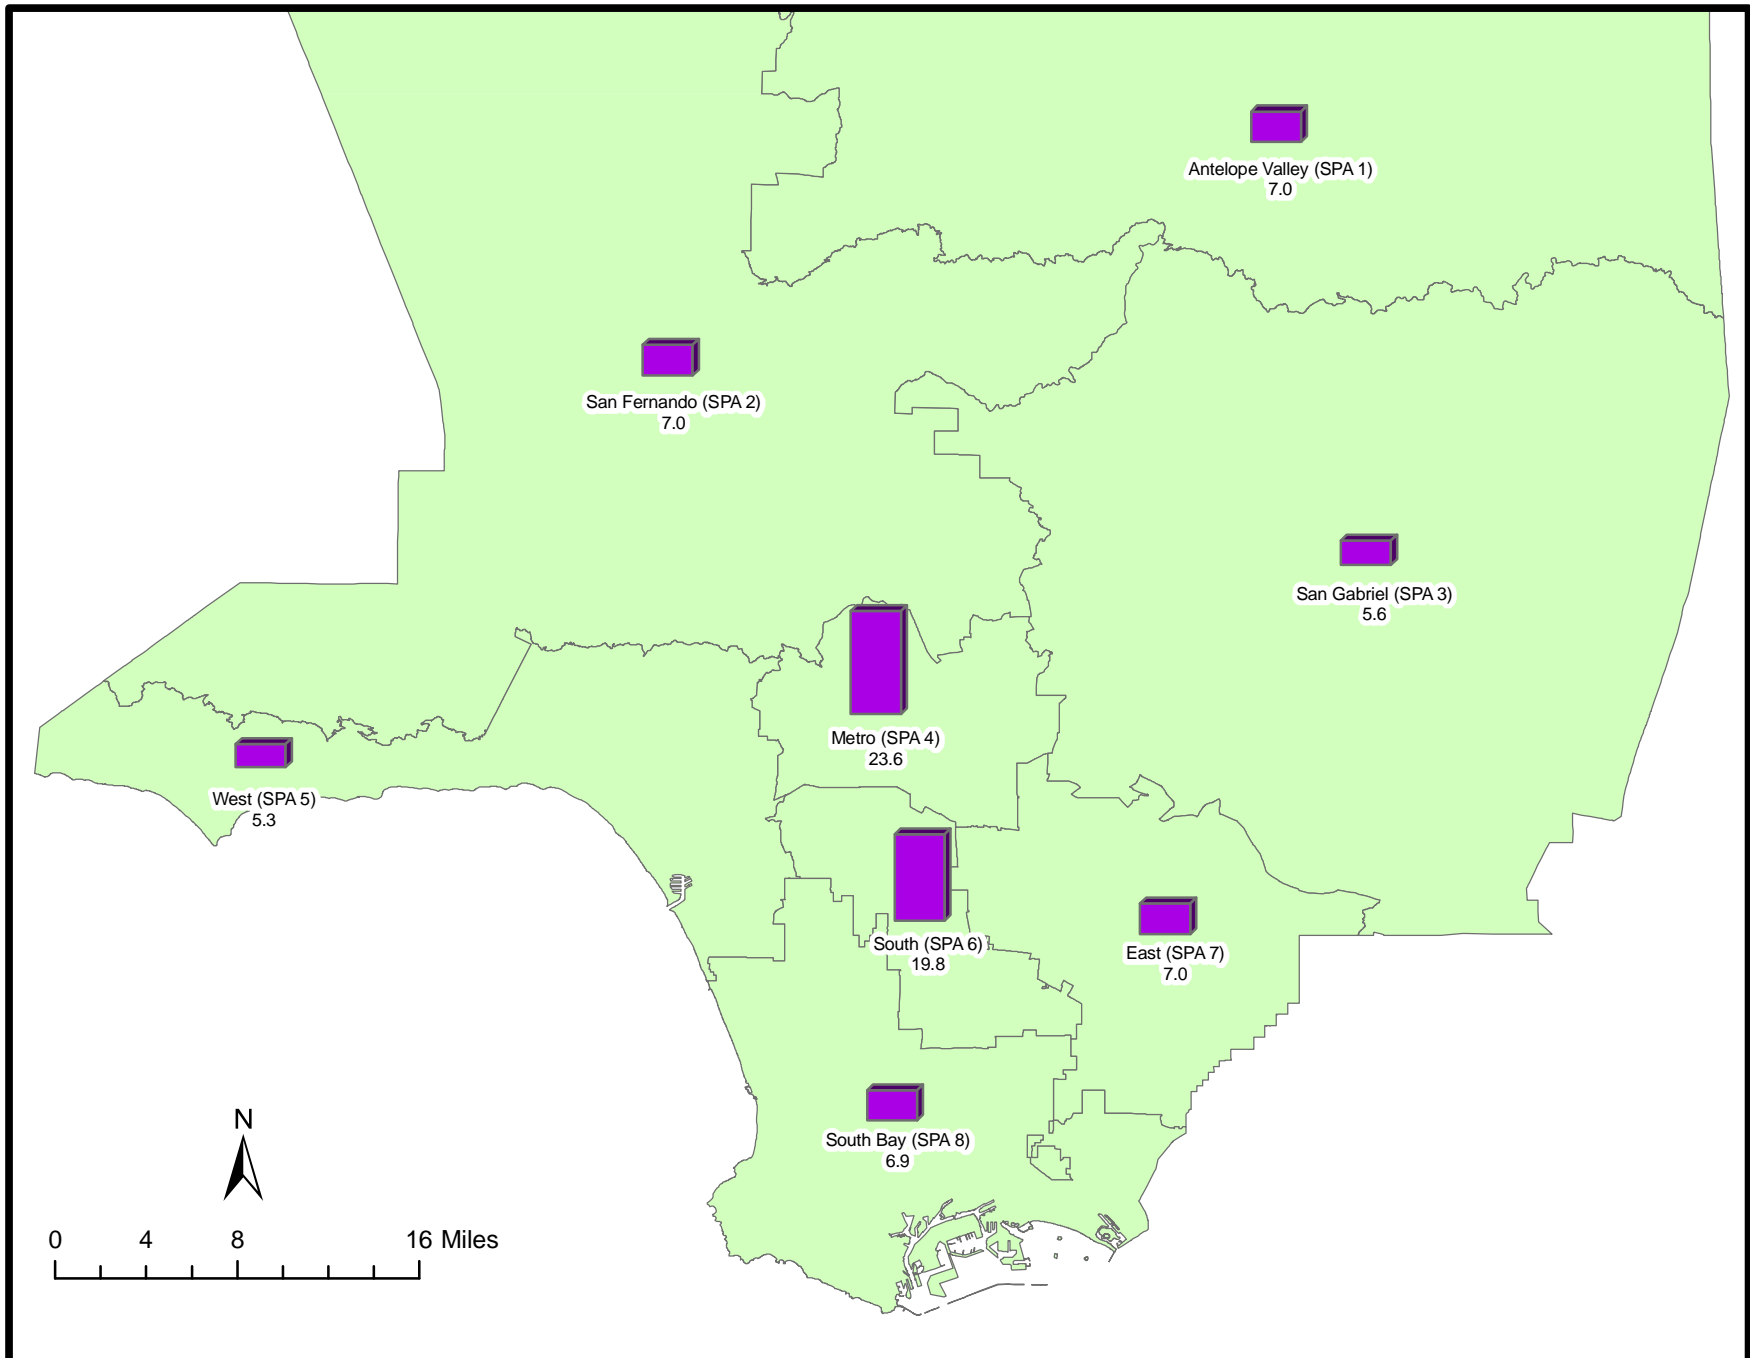 Antelope Valley (SPA 1)
7.0
San Fernando (SPA 2)
7.0
San Gabriel (SPA 3)
5.6
Metro (SPA 4)
23.6
West (SPA 5)
5.3
South (SPA 6)
19.8
East (SPA 7)
7.0
South Bay (SPA 8)
6.9
N
0 4 8 16 Miles